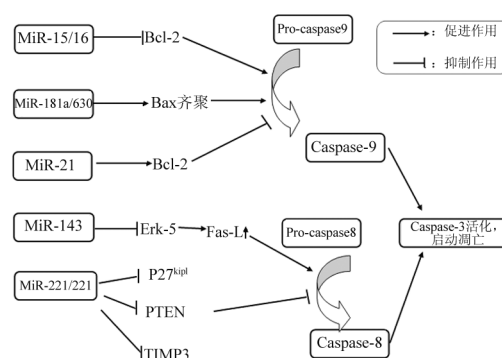 MiR-15/16
Bcl-2
Pro-caspase9
：促进作用
：抑制作用
MiR-181a/630
Bax齐聚
MiR-21
Bcl-2
Caspase-9
MiR-143
Erk-5
Fas-L
Pro-caspase8
Caspase-3活化，
启动凋亡
MiR-221/221
P27kipl
PTEN
TIMP3
Caspase-8